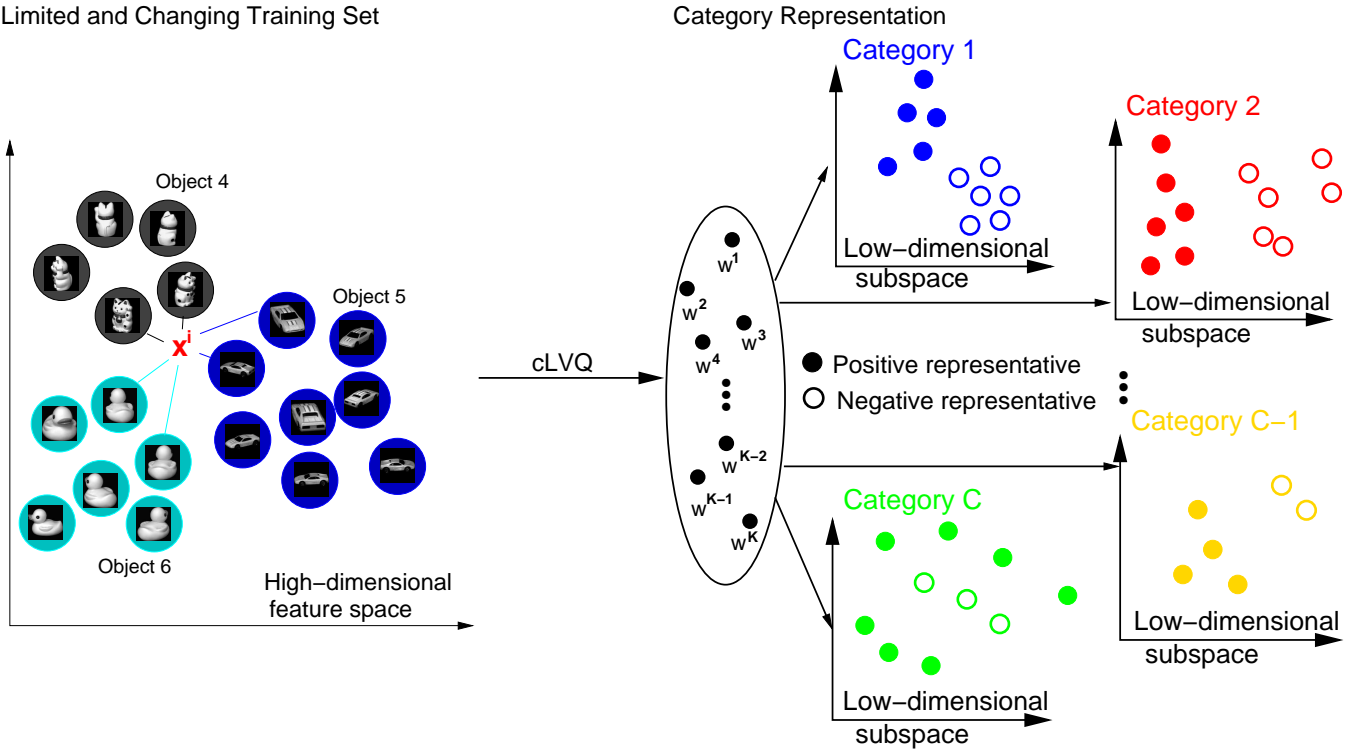 Limited and Changing Training Set
Category Representation
Object 4
Object 5
x^i
Object 6
High−dimensional
feature space
cLVQ
w^1
w^2
w^3
w^4
w^K−2
w^K−1
w^K
Category 1
Low−dimensional
subspace
Category 2
Low−dimensional
subspace
Positive representative
Negative representative
Category C−1
Low−dimensional
subspace
Category C
Low−dimensional
subspace